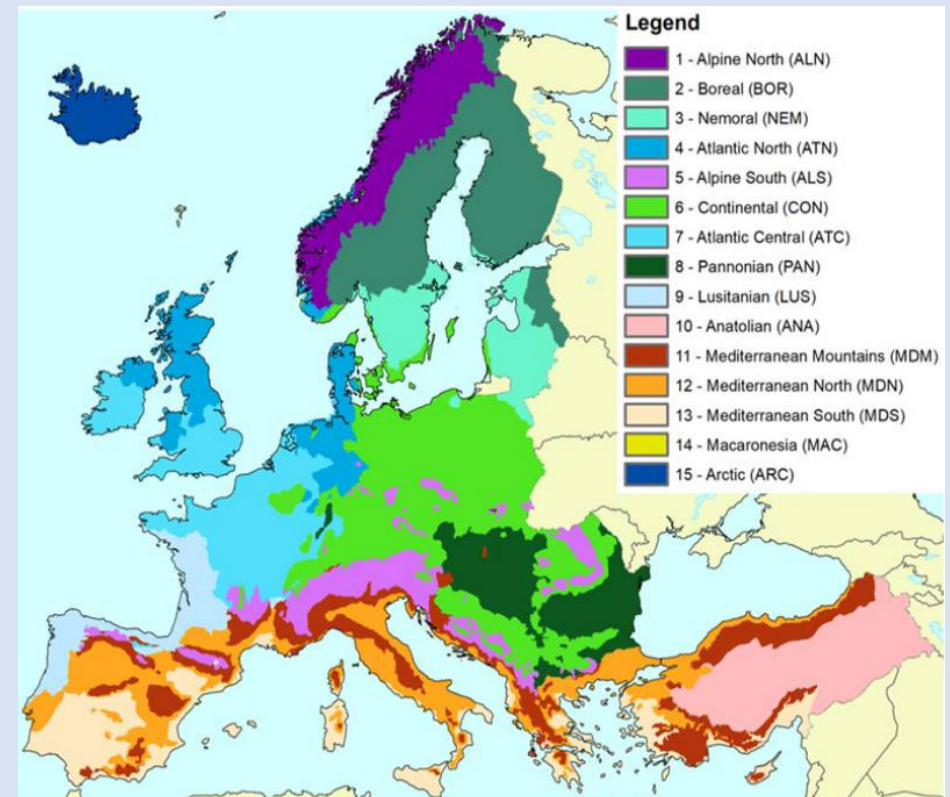 Legend
1 - Alpine North (ALN)
2 - Boreal (BOR)
3 - Nemoral (NEM)
4 - Atlantic North (ATN)
5 - Alpine South (ALS)
6 - Continental (CON)
7 - Atlantic Central (ATC)
8 - Pannonian (PAN)
9 - Lusitanian (LUS)
10 - Anatolian (ANA)
11 - Mediterranean Mountains (MDM)
12 - Mediterranean North (MDN)
13 - Mediterranean South (MDS)
14 - Macaronesia (MAC)
15 - Arctic (ARC)